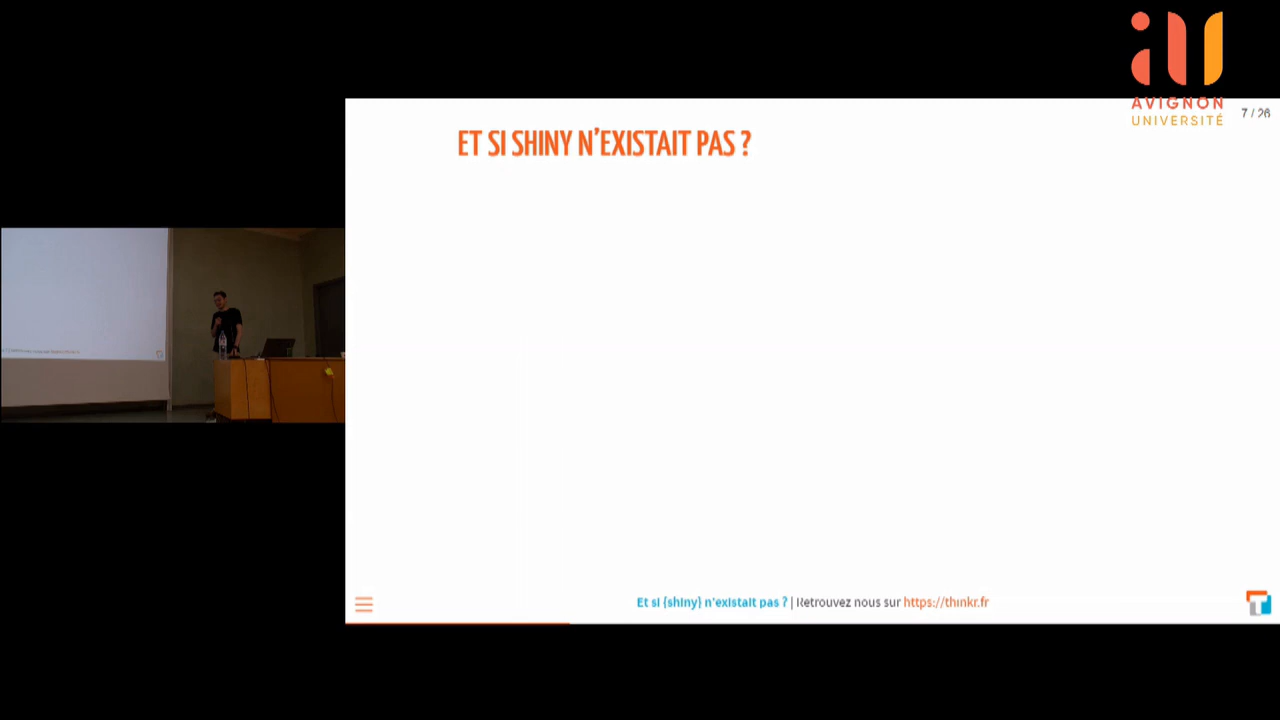 AVIGNON
UNIVERSITÉ
7 / 26
ET SI SHINY N'EXISTAIT PAS ?
Et si {shiny} n'existait pas ? | Retrouvez nous sur https://thinkr.fr